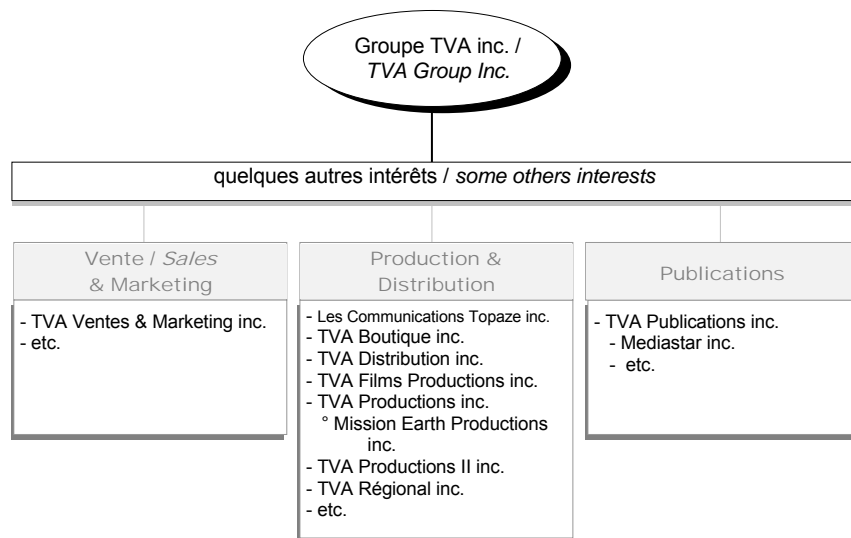 Groupe TVA inc. /
TVA Group Inc.
quelques autres intérêts / some others interests
Vente / Sales
& Marketing
- TVA Ventes & Marketing inc.
- etc.
Production &
Distribution
- Les Communications Topaze inc.
- TVA Boutique inc.
- TVA Distribution inc.
- TVA Films Productions inc.
- TVA Productions inc.
° Mission Earth Productions
inc.
- TVA Productions II inc.
- TVA Régional inc.
- etc.
Publications
- TVA Publications inc.
- Mediastar inc.
- etc.